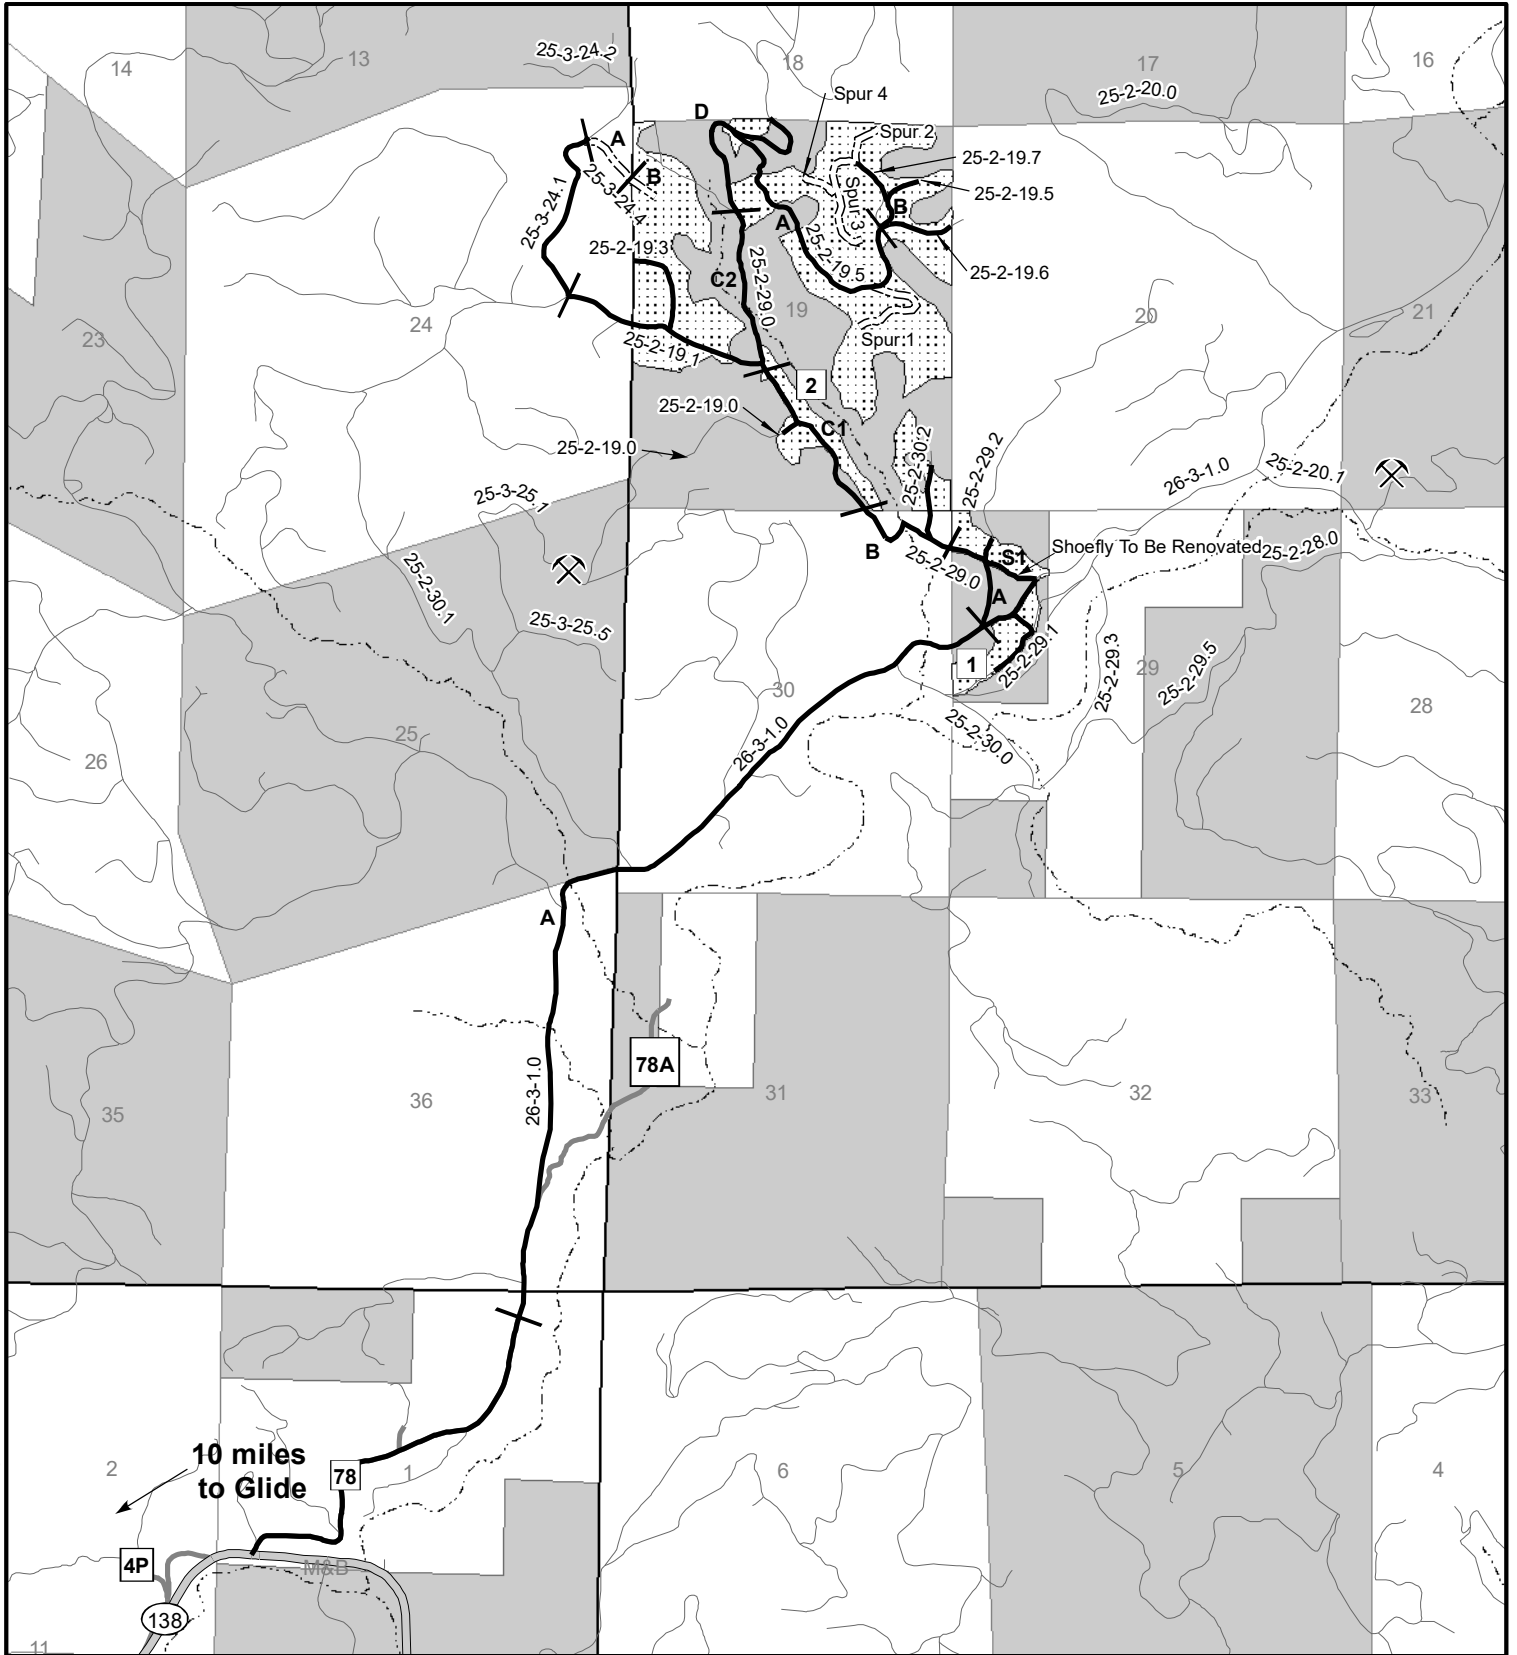 14
13
25-3-24.2
18
17
16
25-2-20.0
Spur 4
D
A
Spur 2
25-2-19.7
B
25-3-24.4
25-3-24.1
Spur 3
25-2-19.5
B
A
25-2-19.5
25-2-19.3
C2
25-2-29.0
25-2-19.6
24
19
20
21
23
25-2-19.1
Spur 1
2
25-2-19.0
C1
25-2-19.0
25-2-30.2
25-2-29.2
26-3-1.0
25-2-20.1
25-3-25.1
B
25-2-29.0
S1
Shoefly To Be Renovated
25-2-28.0
25-2-30.1
25-3-25.5
A
1
25-2-29.1
25-2-29.3
29
25-2-29.5
30
28
25
26
26-3-1.0
25-2-30.0
A
78A
26-3-1.0
35
36
31
32
33
10 miles
to Glide
2
78
1
6
5
4
4P
M&B
138
11